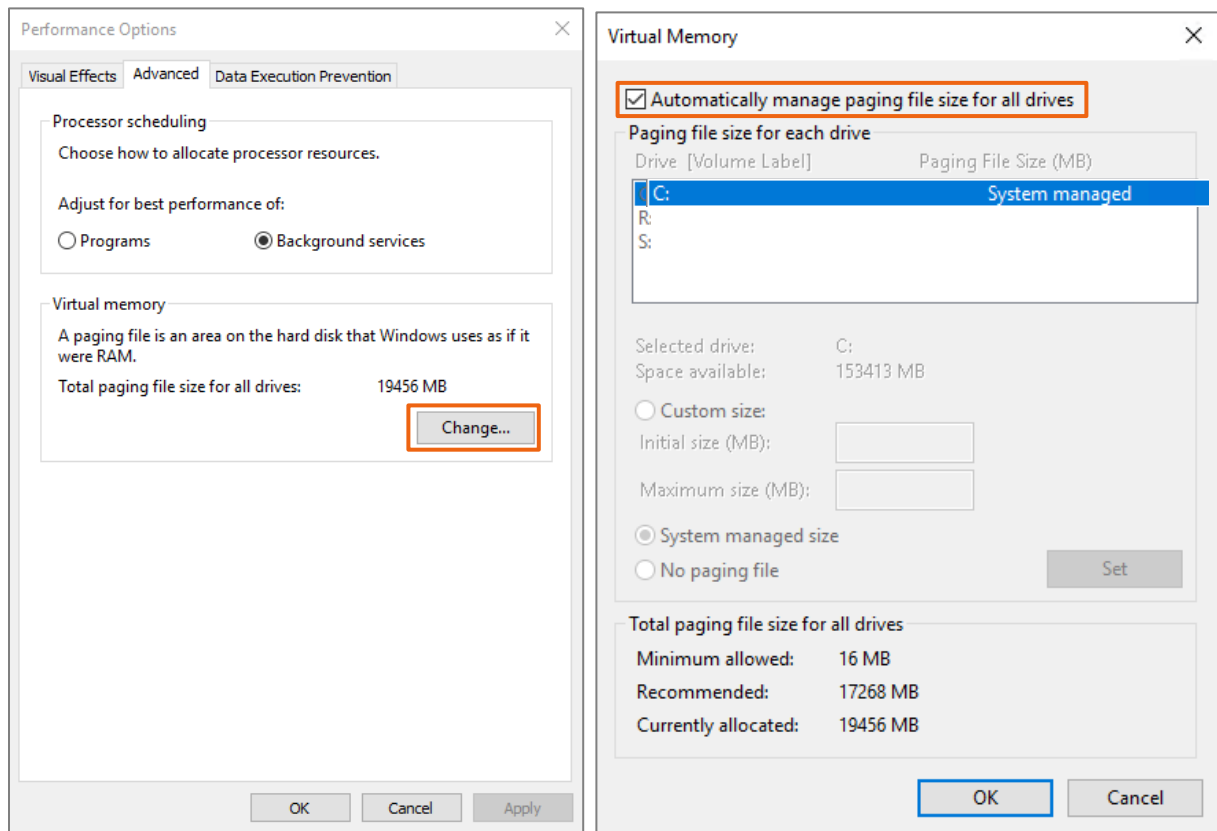 Performance Options
Visual Effects Advanced Data Execution Prevention
Processor scheduling
Choose how to allocate processor resources.
Adjust for best performance of:
Programs Background services
Virtual memory
A paging file is an area on the hard disk that Windows uses as if it
were RAM.
Total paging file size for all drives: 19456 MB
Change...
OK Cancel Apply
Virtual Memory
Automatically manage paging file size for all drives
Paging file size for each drive
Drive [Volume Label] Paging File Size (MB)
C: System managed
R:
S:
Selected drive: C:
Space available: 153413 MB
Custom size:
Initial size (MB):
Maximum size (MB):
System managed size
No paging file Set
Total paging file size for all drives
Minimum allowed: 16 MB
Recommended: 17268 MB
Currently allocated: 19456 MB
OK Cancel